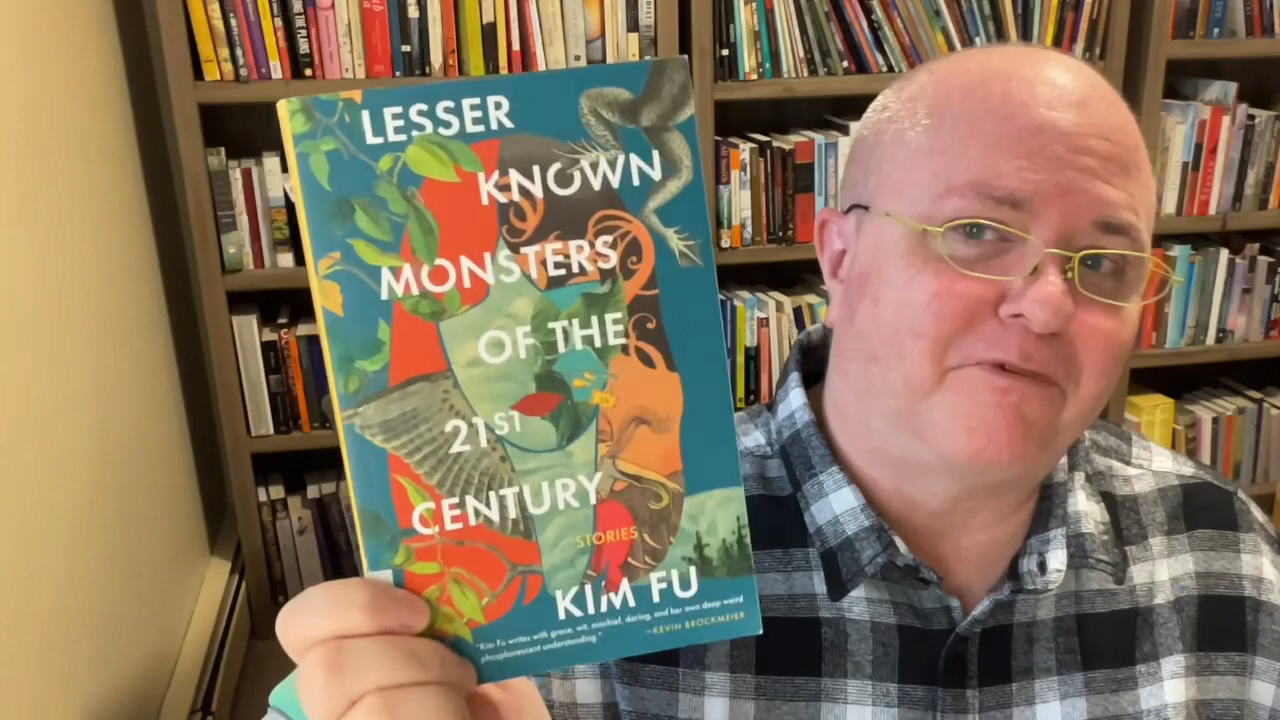 LESSER
KNOWN
MONSTERS
OF THE
21ST
CENTURY
STORIES
KIM FU
"Kim Fu writes with grace, wit, mischief, daring, and her own deep weird
phosphorescent understanding."
—KEVIN BROCKMEIER